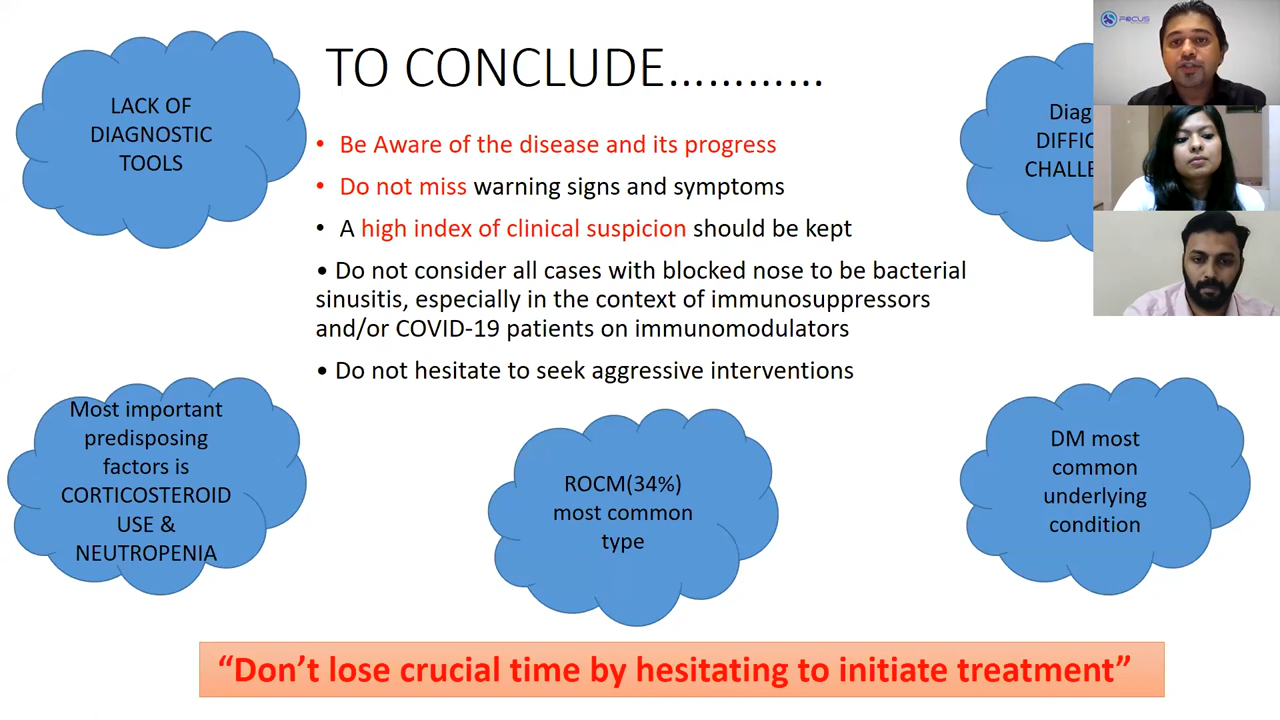 TO CONCLUDE…………
LACK OF
DIAGNOSTIC
TOOLS
• Be Aware of the disease and its progress
• Do not miss warning signs and symptoms
• A high index of clinical suspicion should be kept
• Do not consider all cases with blocked nose to be bacterial
sinusitis, especially in the context of immunosuppressors
and/or COVID-19 patients on immunomodulators
• Do not hesitate to seek aggressive interventions
FOCUS
Most important
predisposing
factors is
CORTICOSTEROID
USE &
NEUTROPENIA
ROCM(34%)
most common
type
DM most
common
underlying
condition
“Don’t lose crucial time by hesitating to initiate treatment”